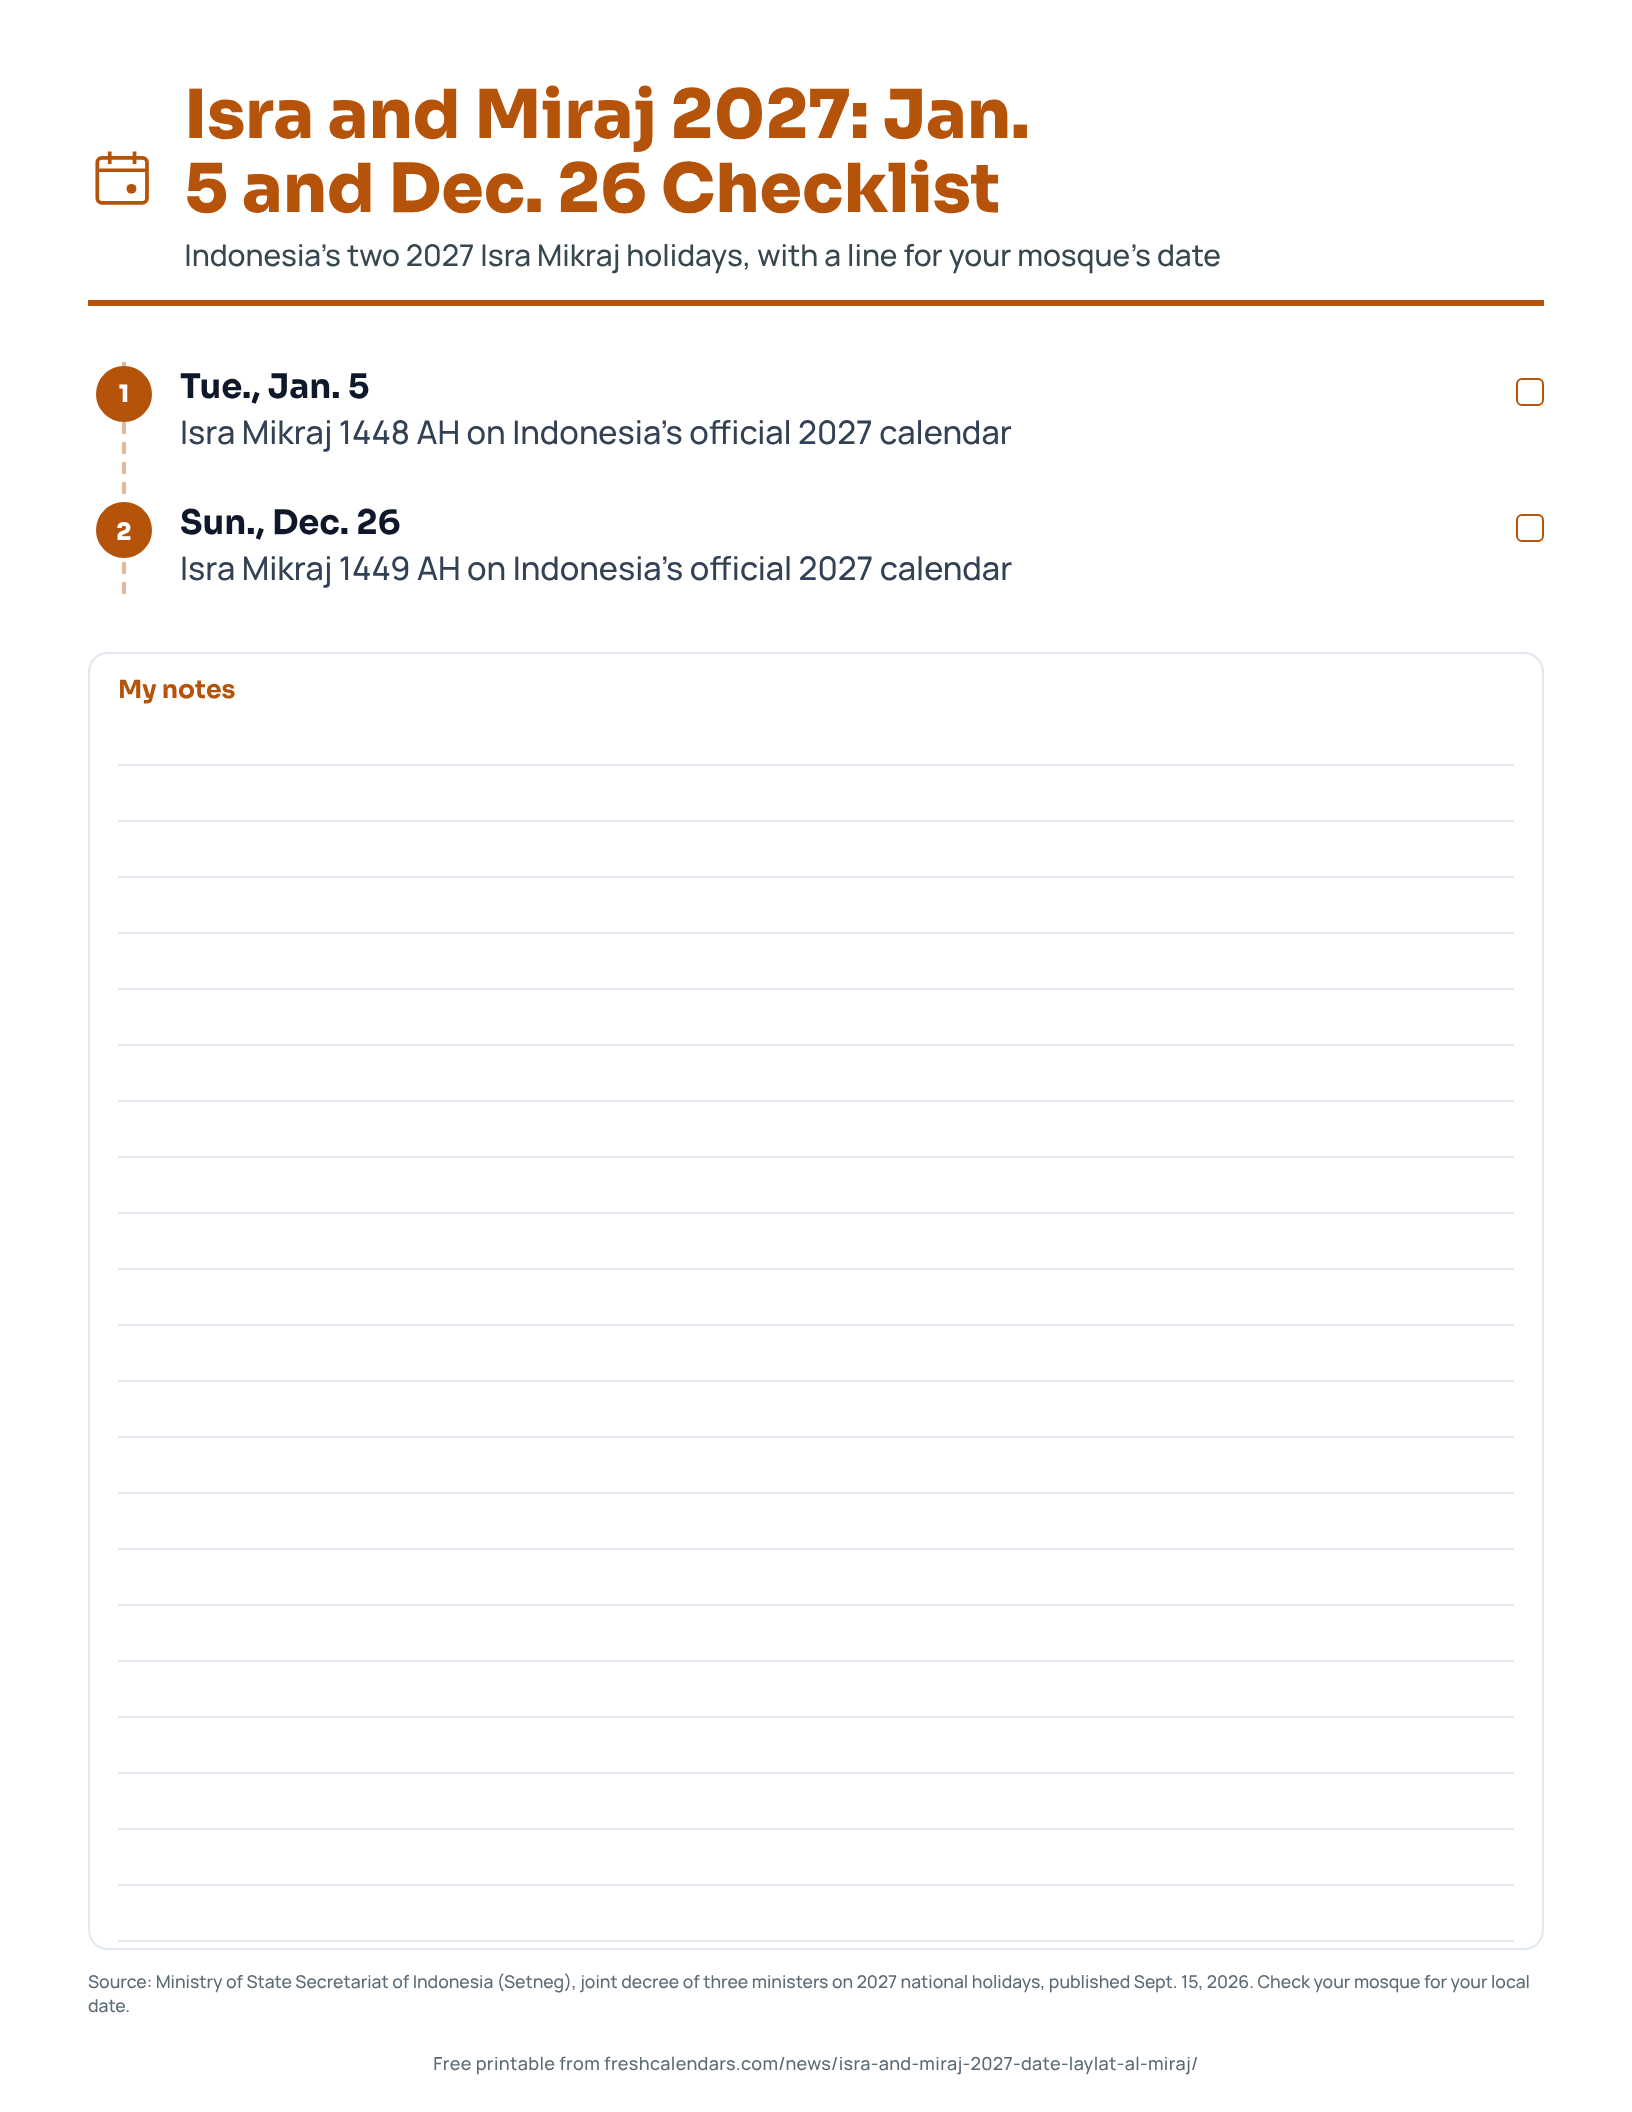 Isra and Miraj 2027: Jan.
5 and Dec. 26 Checklist
Indonesia’s two 2027 Isra Mikraj holidays, with a line for your mosque’s date
1
Tue., Jan. 5
Isra Mikraj 1448 AH on Indonesia’s official 2027 calendar
2
Sun., Dec. 26
Isra Mikraj 1449 AH on Indonesia’s official 2027 calendar
My notes
Source: Ministry of State Secretariat of Indonesia (Setneg), joint decree of three ministers on 2027 national holidays, published Sept. 15, 2026. Check your mosque for your local
date.
Free printable from freshcalendars.com/news/isra-and-miraj-2027-date-laylat-al-miraj/